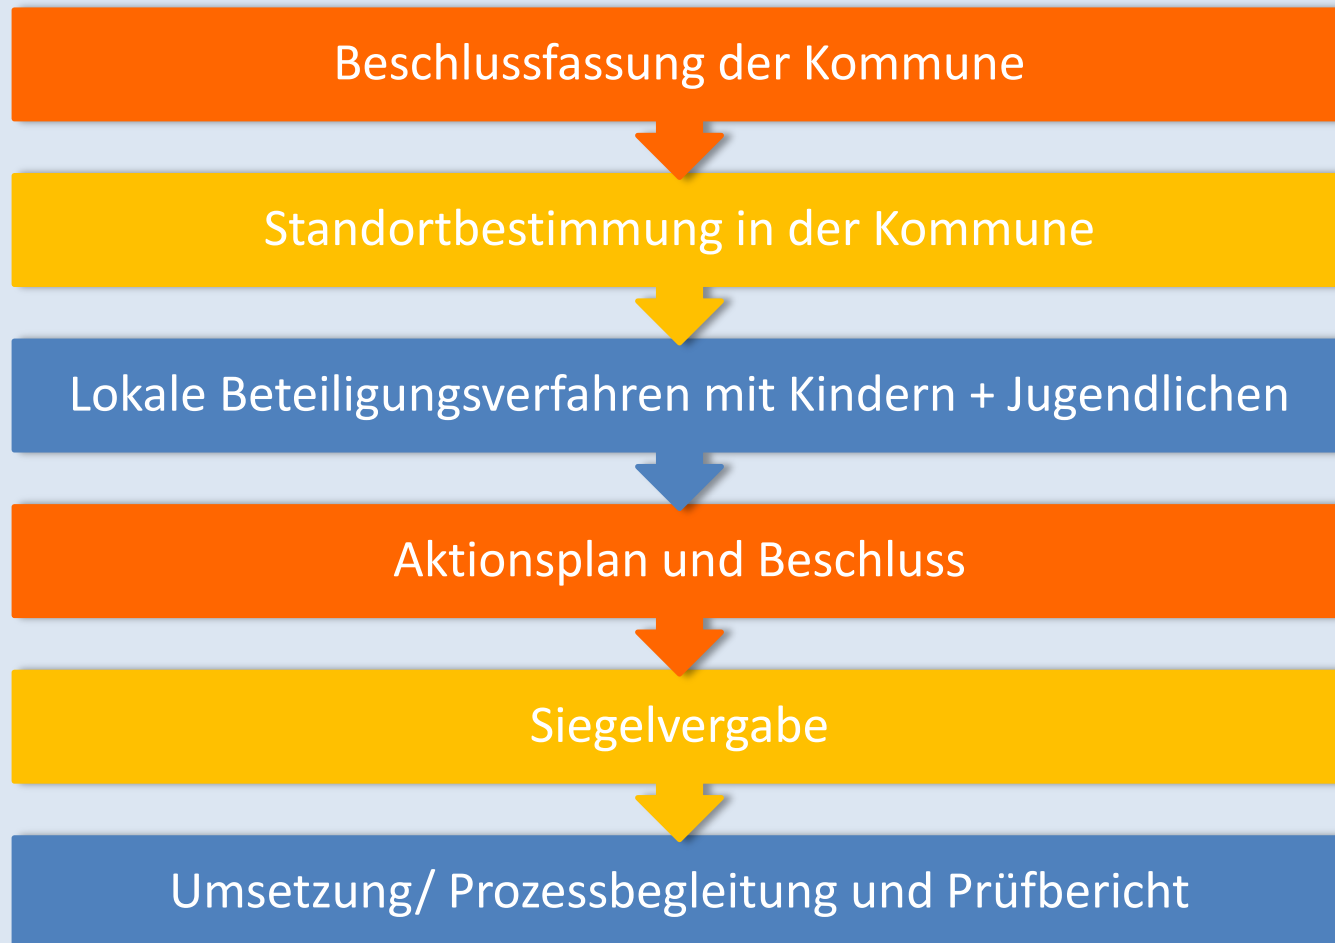 Beschlussfassung der Kommune
Standortbestimmung in der Kommune
Lokale Beteiligungsverfahren mit Kindern + Jugendlichen
Aktionsplan und Beschluss
Siegelvergabe
Umsetzung/ Prozessbegleitung und Prüfbericht